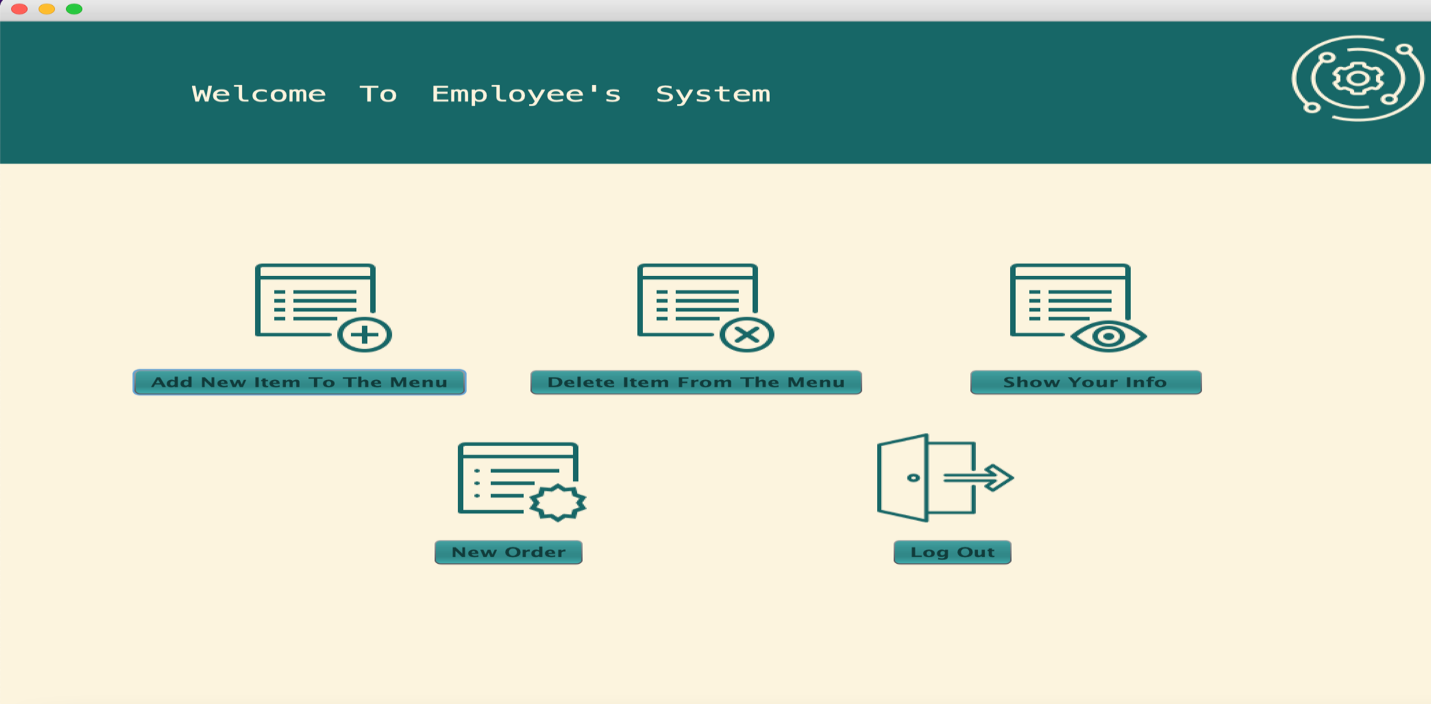 Welcome To Employee's System
Add New Item To The Menu
Delete Item From The Menu
Show Your Info
New Order
Log Out